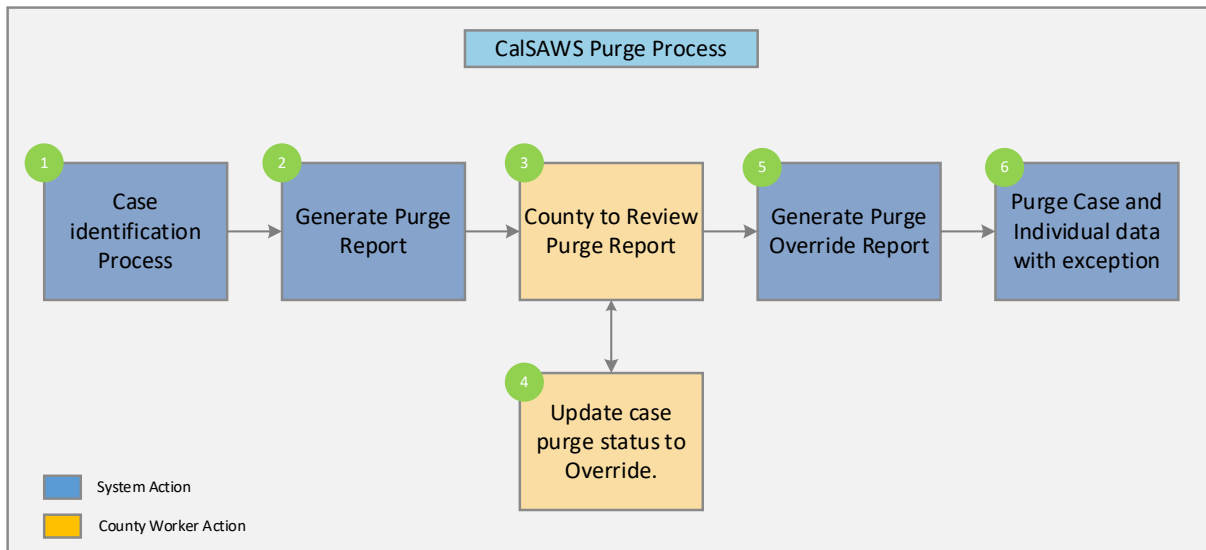 CalSAWS Purge Process
1
Case
identification
Process
2
Generate Purge
Report
3
County to Review
Purge Report
4
Update case
purge status to
Override.
5
Generate Purge
Override Report
6
Purge Case and
Individual data
with exception
System Action
County Worker Action